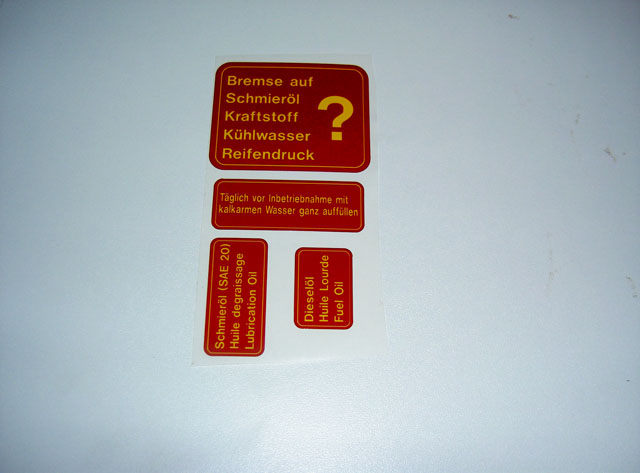 Bremse auf
Schmieröl
Kraftstoff
Kühlwasser
Reifendruck
?
Täglich vor Inbetriebnahme mit
kalkarmen Wasser ganz auffüllen
Schmieröl (SAE 20)
Huile degraissage
Lubrication Oil
Dieselöl
Huile Lourde
Fuel Oil